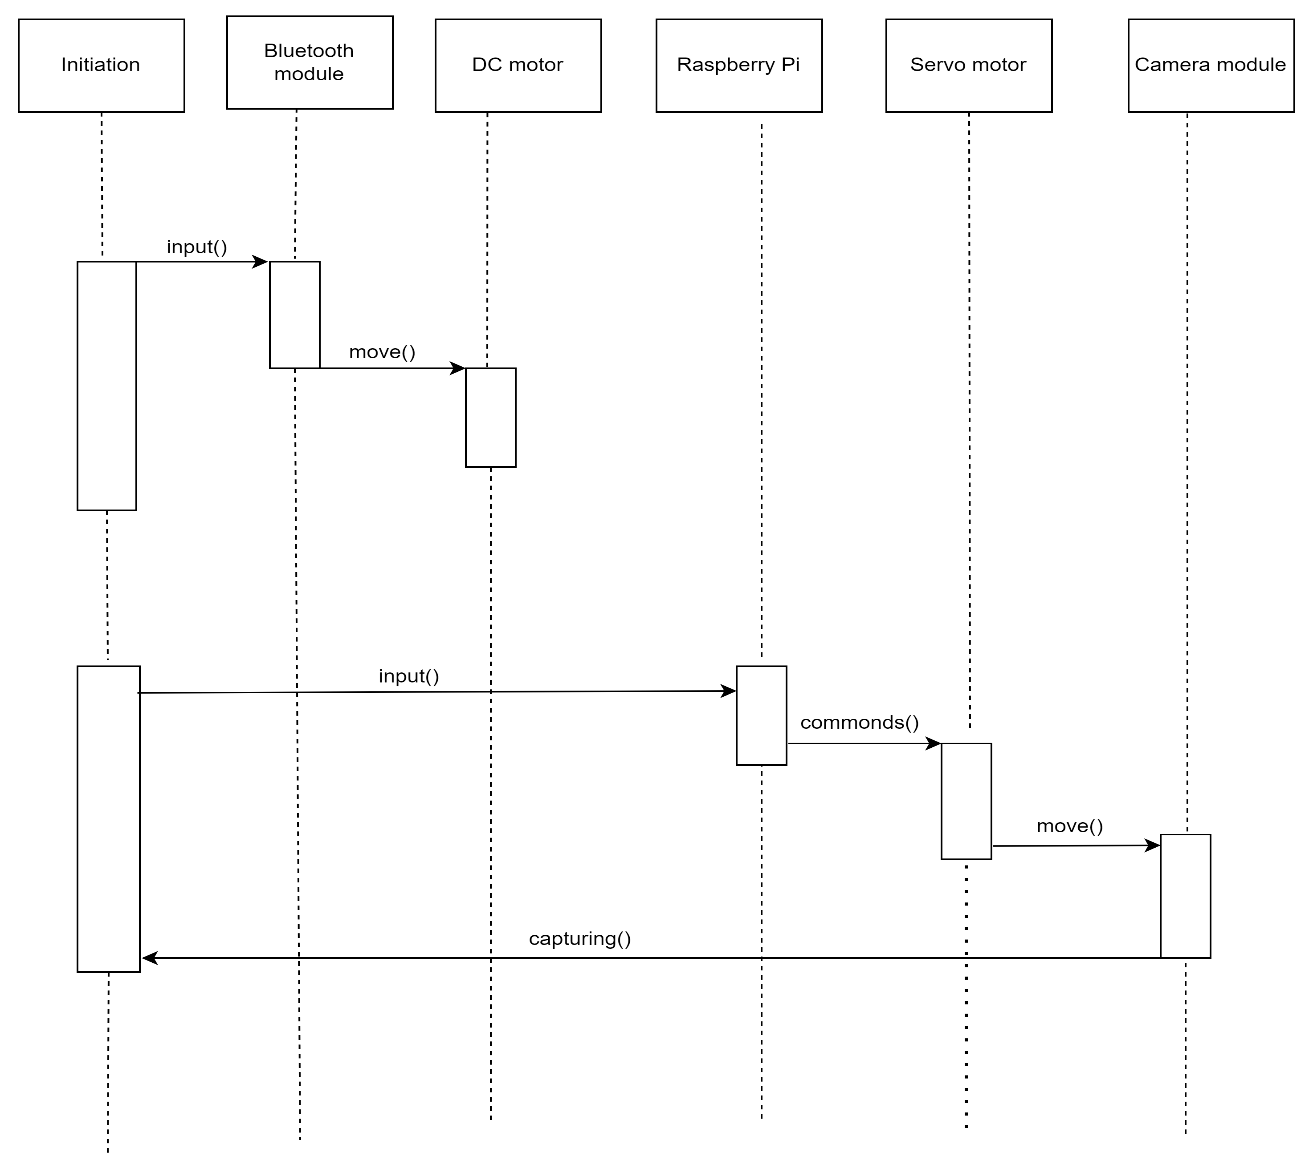 Initiation
Bluetooth
module
DC motor
Raspberry Pi
Servo motor
Camera module
input()
move()
input()
commonds()
move()
capturing()